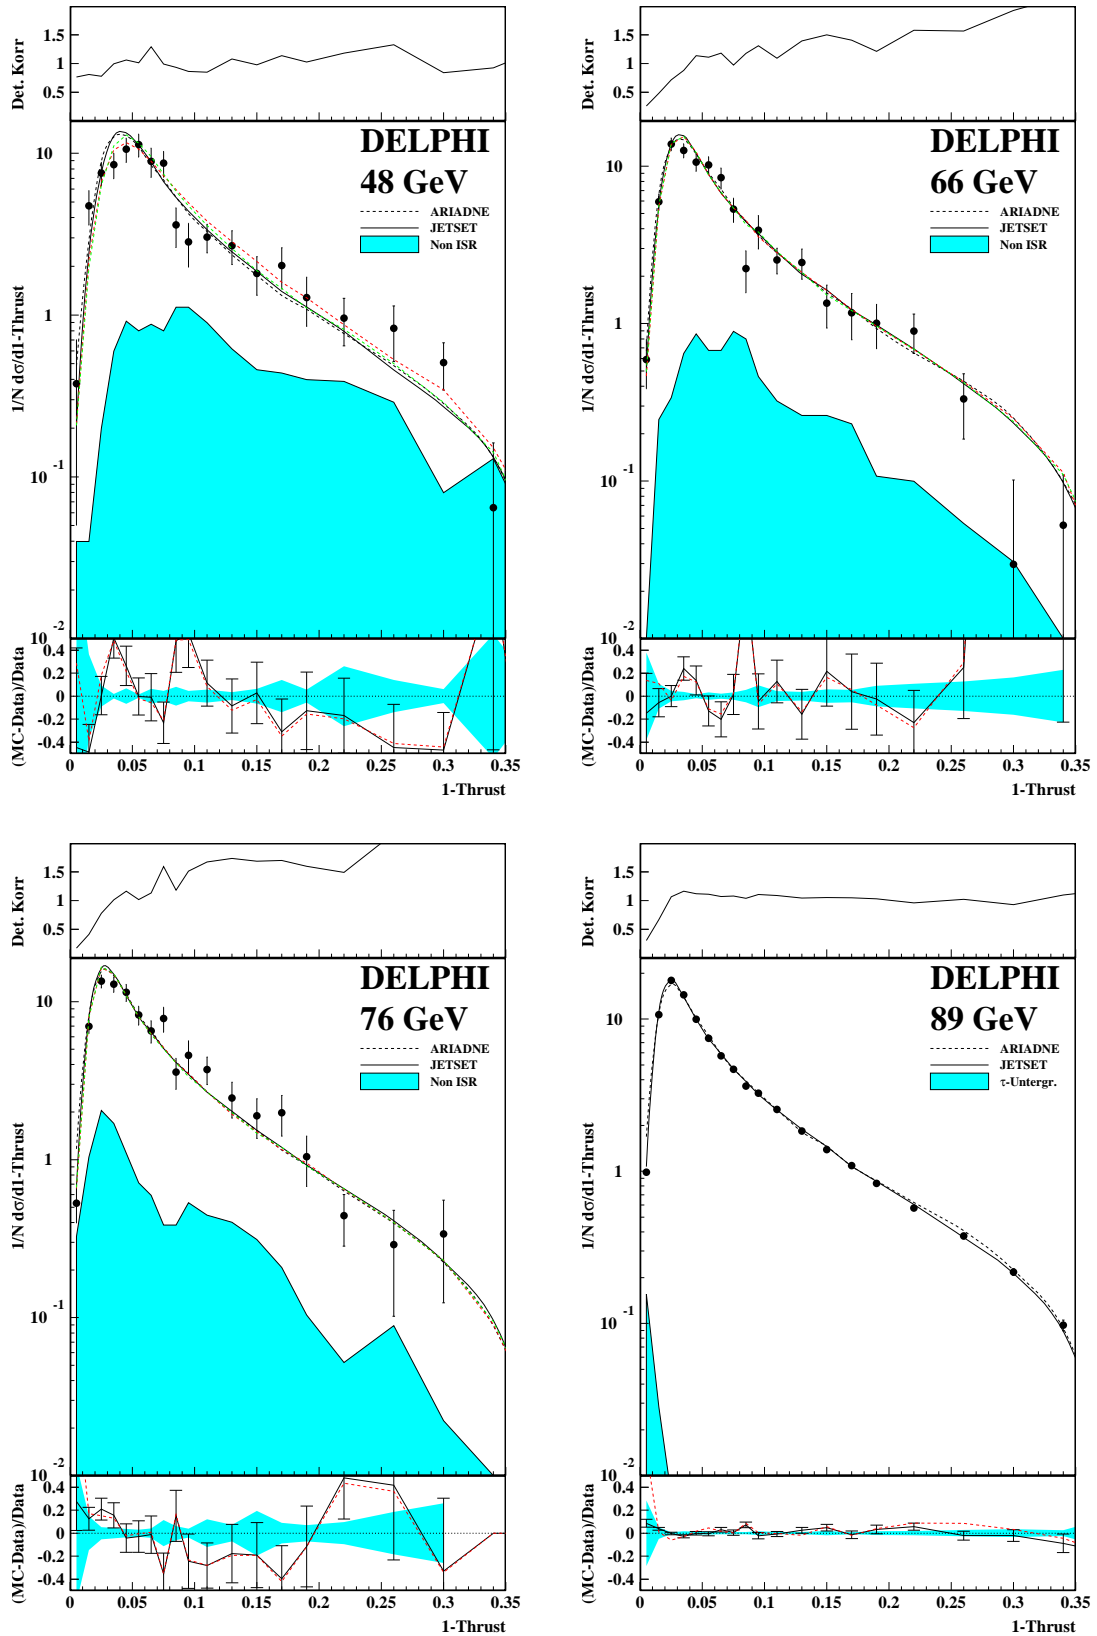 Det. Korr
1.5
1
0.5
DELPHI
48 GeV
ARIADNE
JETSET
Non ISR
1/N dσ/d1-Thrust
10
1
10 -1
10 -2
(MC-Data)/Data
0.4
0.2
0
-0.2
-0.4
0 0.05 0.1 0.15 0.2 0.25 0.3 0.35
1-Thrust
Det. Korr
1.5
1
0.5
DELPHI
66 GeV
ARIADNE
JETSET
Non ISR
1/N dσ/d1-Thrust
10
1
10 -1
10 -2
(MC-Data)/Data
0.4
0.2
0
-0.2
-0.4
0 0.05 0.1 0.15 0.2 0.25 0.3 0.35
1-Thrust
Det. Korr
1.5
1
0.5
DELPHI
76 GeV
ARIADNE
JETSET
Non ISR
1/N dσ/d1-Thrust
10
1
10 -1
10 -2
(MC-Data)/Data
0.4
0.2
0
-0.2
-0.4
0 0.05 0.1 0.15 0.2 0.25 0.3 0.35
1-Thrust
Det. Korr
1.5
1
0.5
DELPHI
89 GeV
ARIADNE
JETSET
τ-Untergr.
1/N dσ/d1-Thrust
10
1
10 -1
10 -2
(MC-Data)/Data
0.4
0.2
0
-0.2
-0.4
0 0.05 0.1 0.15 0.2 0.25 0.3 0.35
1-Thrust